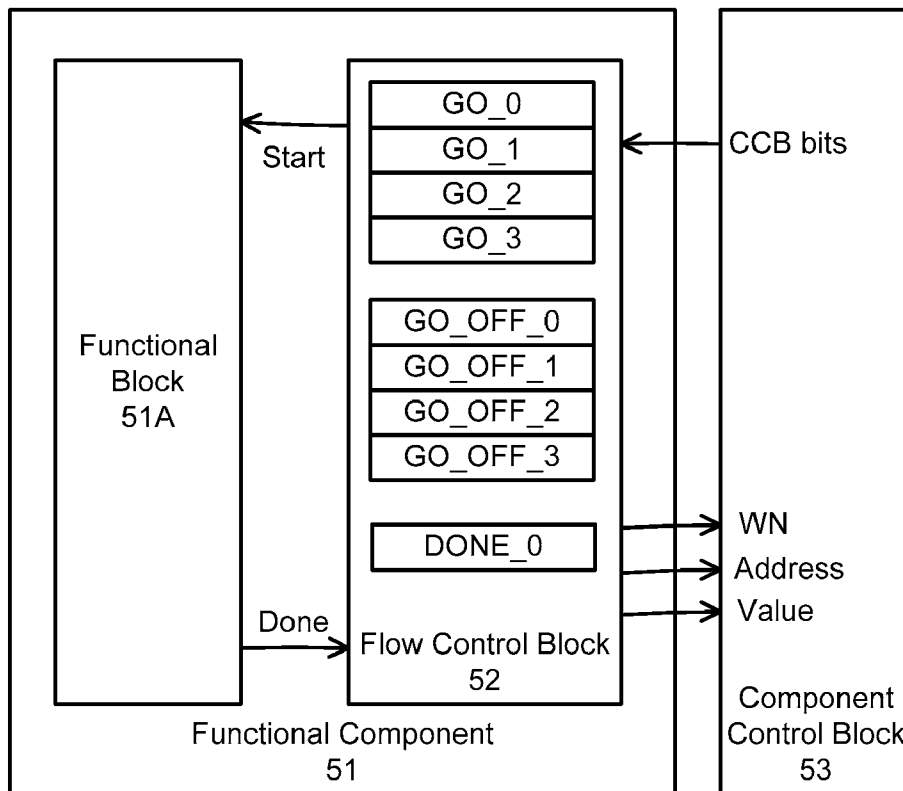 GO_0
GO_1
GO_2
GO_3
Start
CCB bits
GO_OFF_0
GO_OFF_1
GO_OFF_2
GO_OFF_3
Functional
Block
51A
DONE_0
WN
Address
Value
Done
Flow Control Block
52
Functional Component
51
Component
Control Block
53